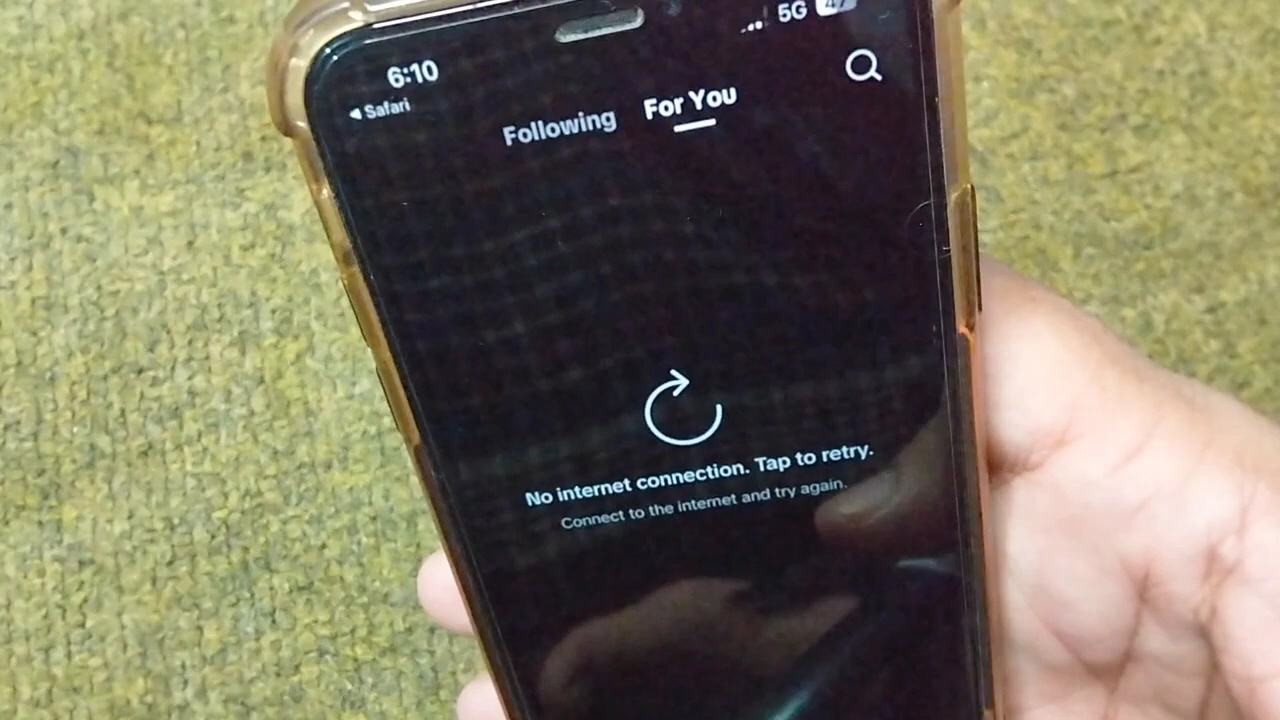 6:10
5G 47
◀ Safari
Following For You
No internet connection. Tap to retry.
Connect to the internet and try again.